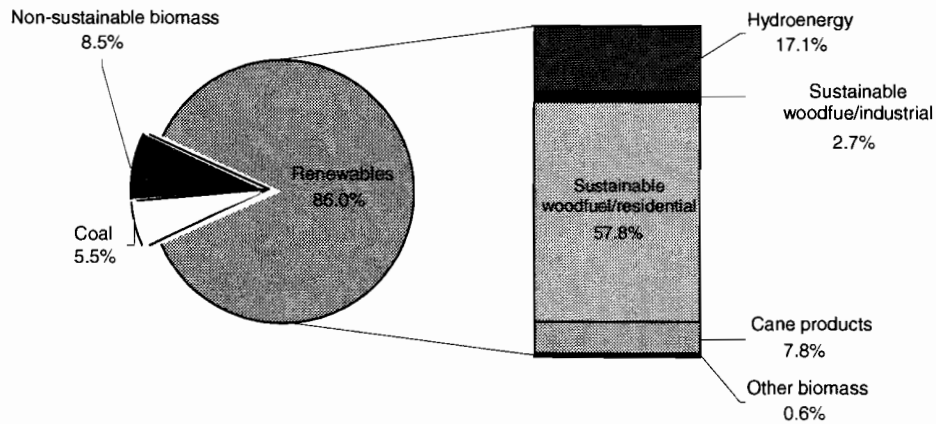 Non-sustainable biomass
8.5%
Coal
5.5%
Renewables
86.0%
Hydroenergy
17.1%
Sustainable
woodfue/industrial
2.7%
Sustainable
woodfuel/residential
57.8%
Cane products
7.8%
Other biomass
0.6%